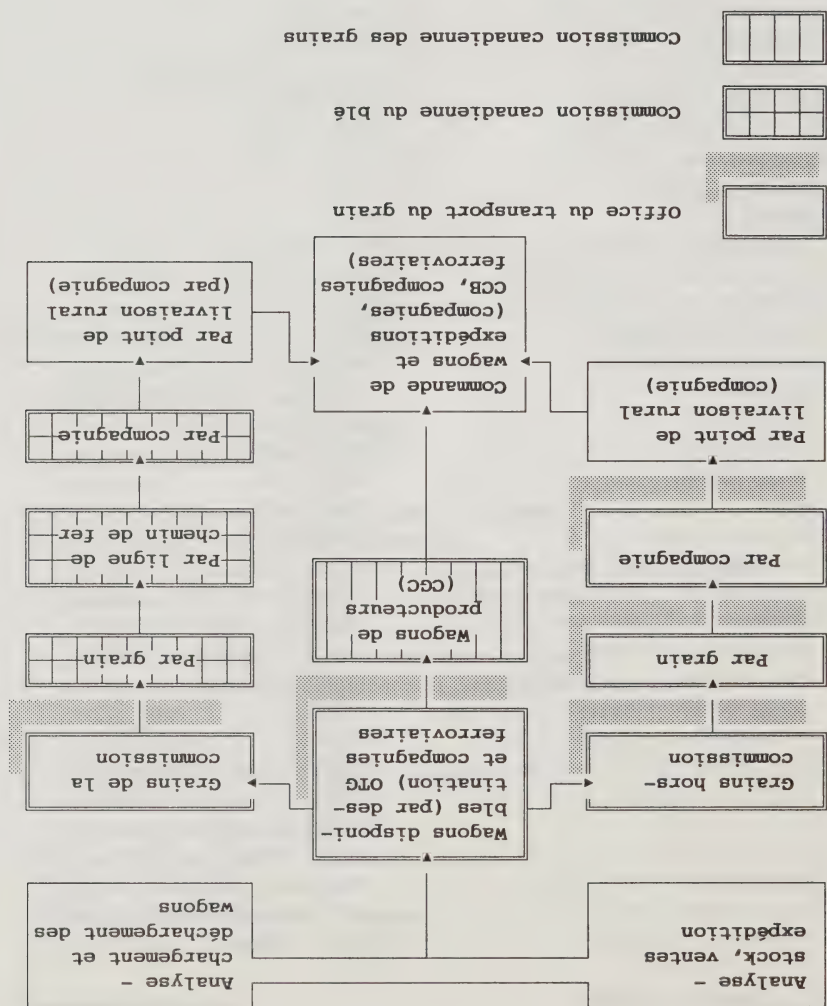 Analyse -
chargement et
déchargement des
wagons
Analyse -
stock, ventes,
expédition
Grains de la
commission
Wagons disponi-
bles (par des-
tination) OTG
et compagnies
ferroviaires
Grains hors-
commission
Par grain
Wagons de
producteurs
(CGC)
Par grain
Par ligne de
chemin de fer
Par compagnie
Par compagnie
Par point de
livraison rural
(par compagnie)
Commande de
wagons et
expéditions
(compagnies,
CCB, compagnies
ferroviaires)
Par point de
livraison rural
(compagnie)
Office du transport du grain
Commission canadienne du blé
Commission canadienne des grains